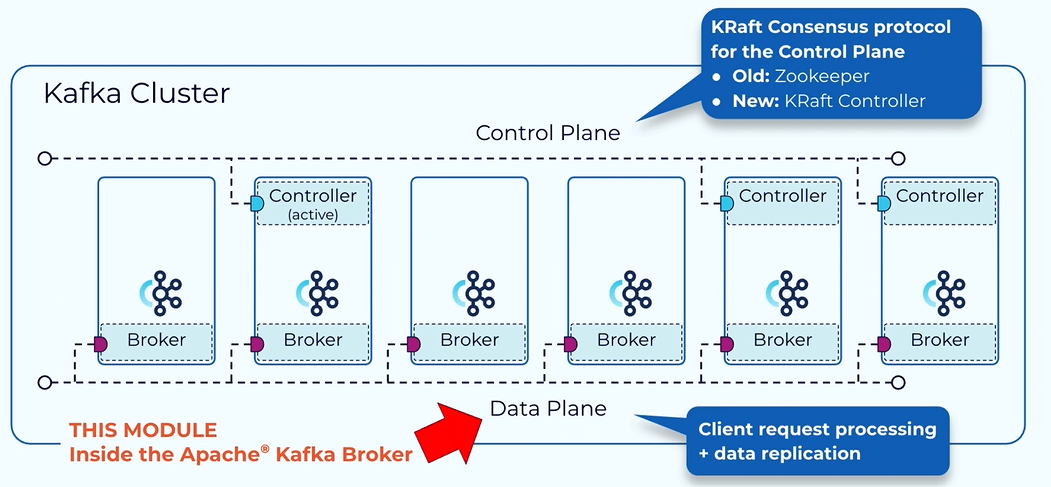 KRaft Consensus protocol
for the Control Plane
● Old: Zookeeper
● New: KRaft Controller
Kafka Cluster
Control Plane
Controller
(active)
Controller
Controller
Broker
Broker
Broker
Broker
Broker
Broker
Data Plane
THIS MODULE
Inside the Apache® Kafka Broker
Client request processing
+ data replication